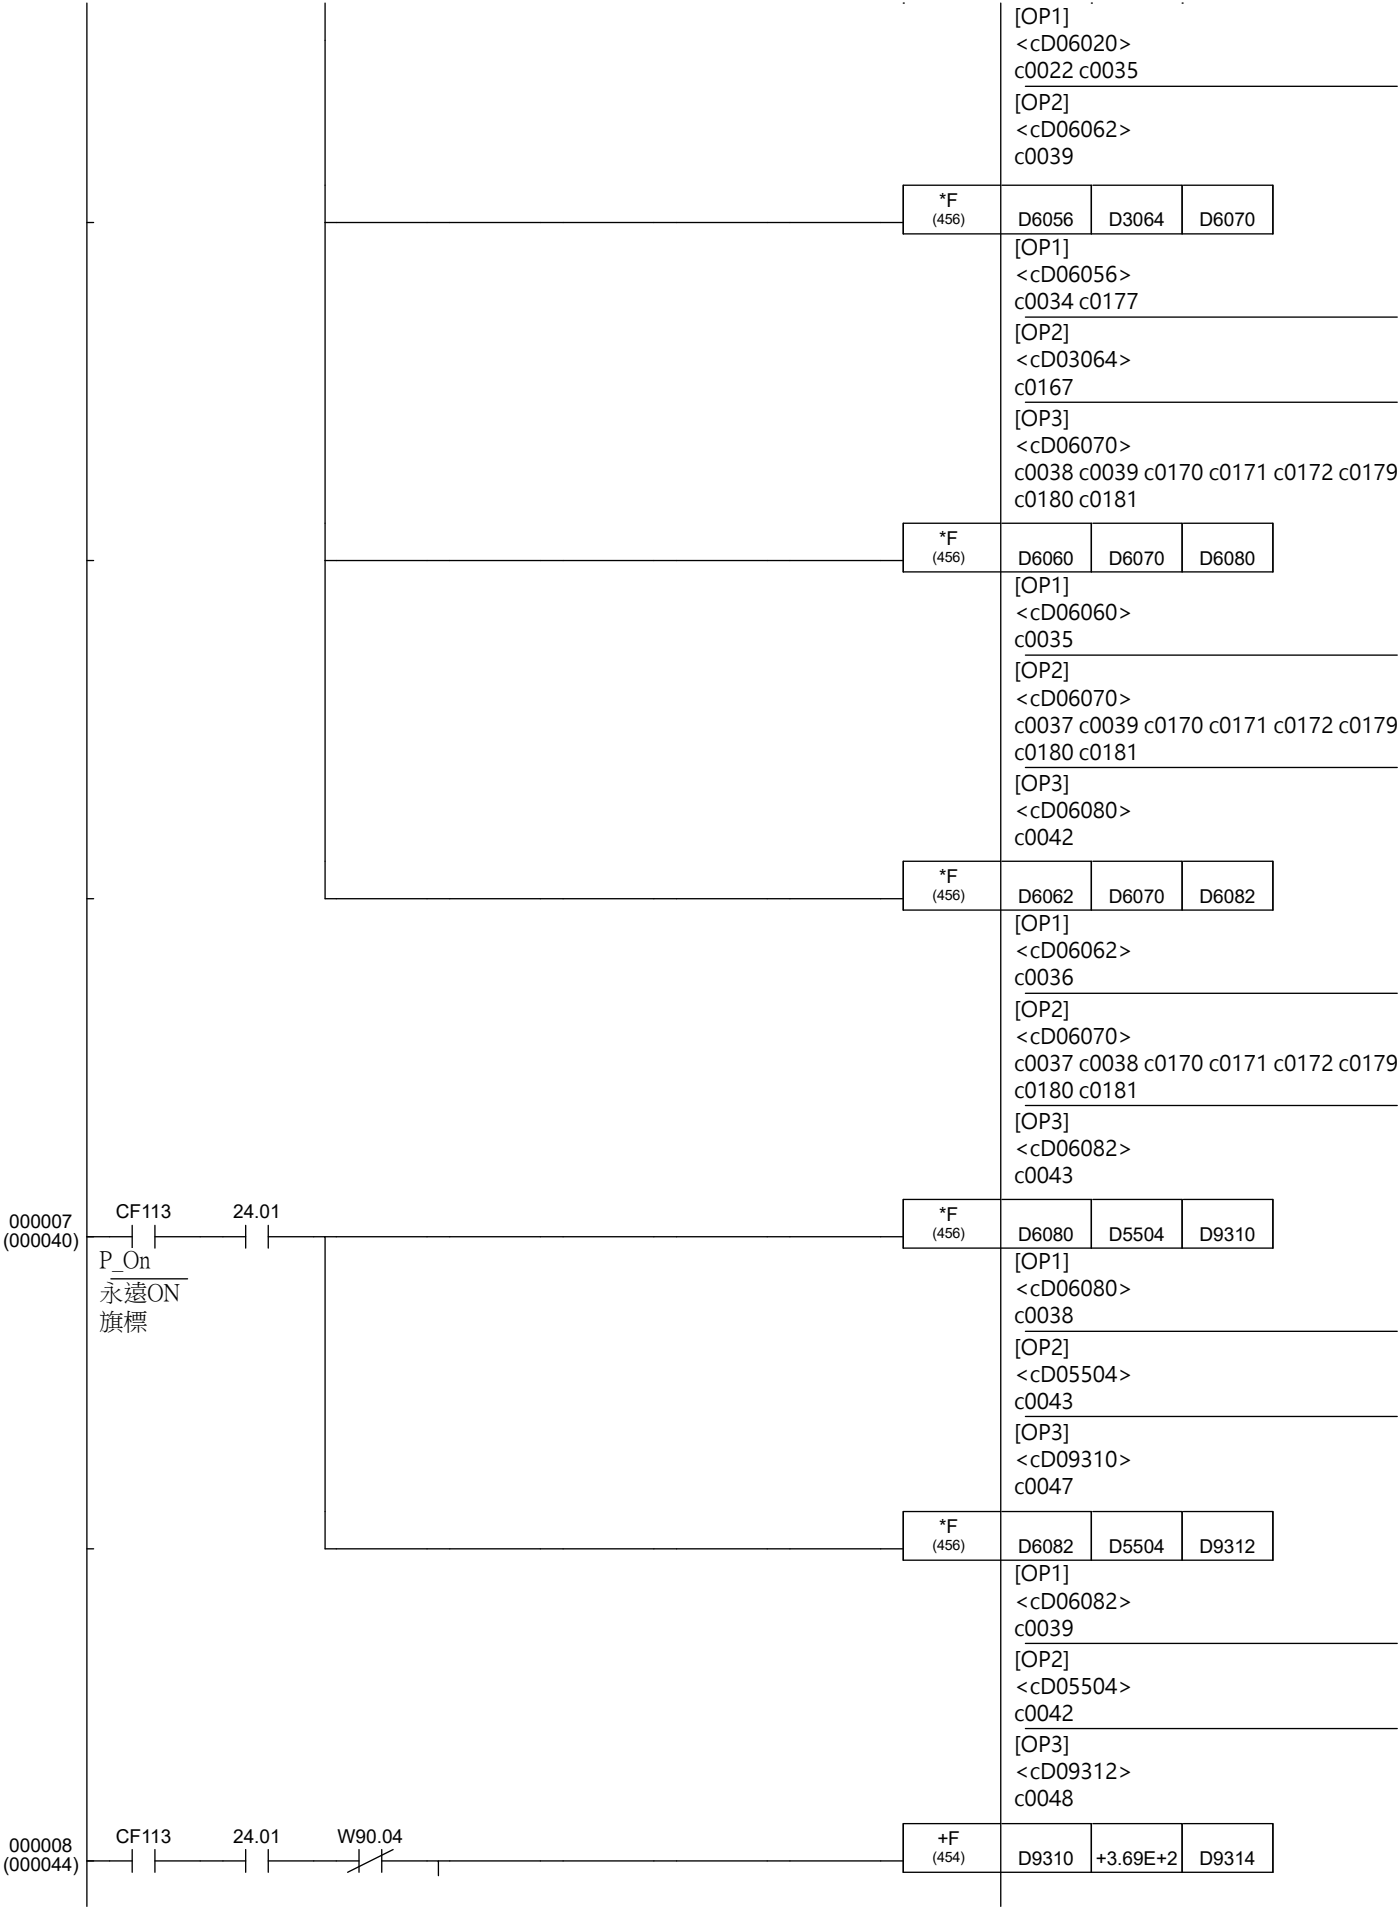 [OP1]
<cD06020>
c0022 c0035
[OP2]
<cD06062>
c0039
*F
(456)
D6056 D3064 D6070
[OP1]
<cD06056>
c0034 c0177
[OP2]
<cD03064>
c0167
[OP3]
<cD06070>
c0038 c0039 c0170 c0171 c0172 c0179
c0180 c0181
*F
(456)
D6060 D6070 D6080
[OP1]
<cD06060>
c0035
[OP2]
<cD06070>
c0037 c0039 c0170 c0171 c0172 c0179
c0180 c0181
[OP3]
<cD06080>
c0042
*F
(456)
D6062 D6070 D6082
[OP1]
<cD06062>
c0036
[OP2]
<cD06070>
c0037 c0038 c0170 c0171 c0172 c0179
c0180 c0181
[OP3]
<cD06082>
c0043
000007
(000040)
CF113 24.01
P_On
永遠ON
旗標
*F
(456)
D6080 D5504 D9310
[OP1]
<cD06080>
c0038
[OP2]
<cD05504>
c0043
[OP3]
<cD09310>
c0047
*F
(456)
D6082 D5504 D9312
[OP1]
<cD06082>
c0039
[OP2]
<cD05504>
c0042
[OP3]
<cD09312>
c0048
000008
(000044)
CF113 24.01 W90.04
+F
(454)
D9310 +3.69E+2 D9314